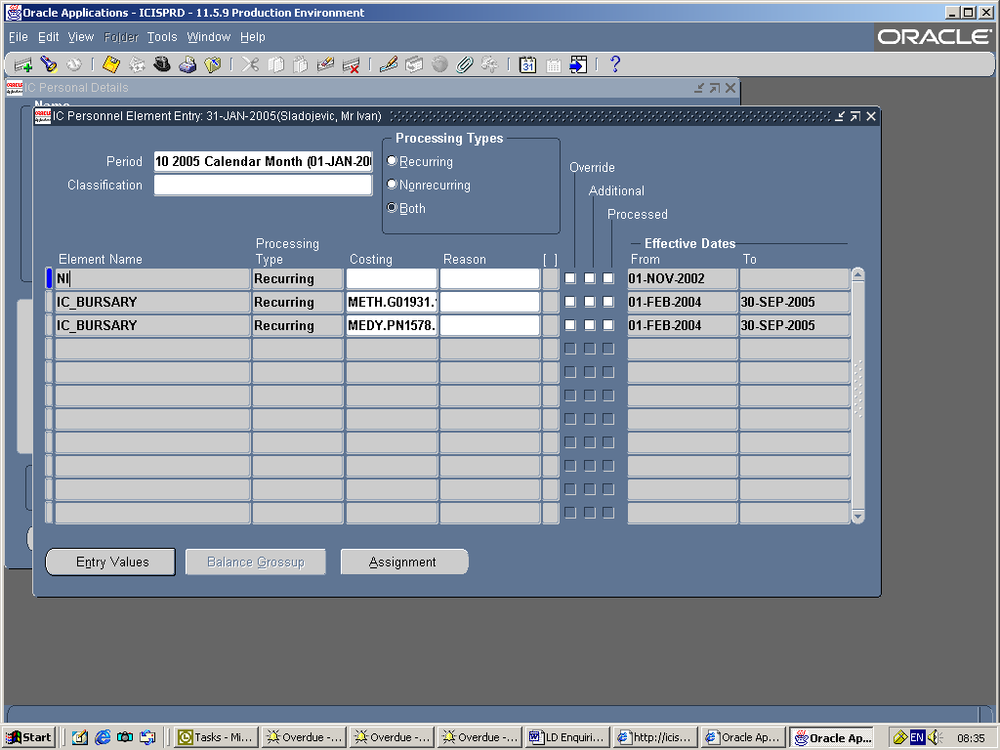 Oracle Applications - ICISPRD - 11.5.9 Production Environment
File Edit View Folder Tools Window Help
ORACLE
IC Personal Details
Name
IC Personnel Element Entry: 31-JAN-2005(Sladojevic, Mr Ivan)
Processing Types
Period 10 2005 Calendar Month (01-JAN-200
Recurring
Override
Classification
Nonrecurring
Additional
Both
Processed
Processing
Effective Dates
Element Name Type Costing Reason [ ] From To
NI Recurring 01-NOV-2002
IC_BURSARY Recurring METH.G01931. 01-FEB-2004 30-SEP-2005
IC_BURSARY Recurring MEDY.PN1578. 01-FEB-2004 30-SEP-2005
Entry Values Balance Grossup Assignment
Start Tasks - Mi... Overdue -... Overdue -... Overdue -... LD Enquiri... http://icis... Oracle Ap... Oracle Ap... EN 08:35